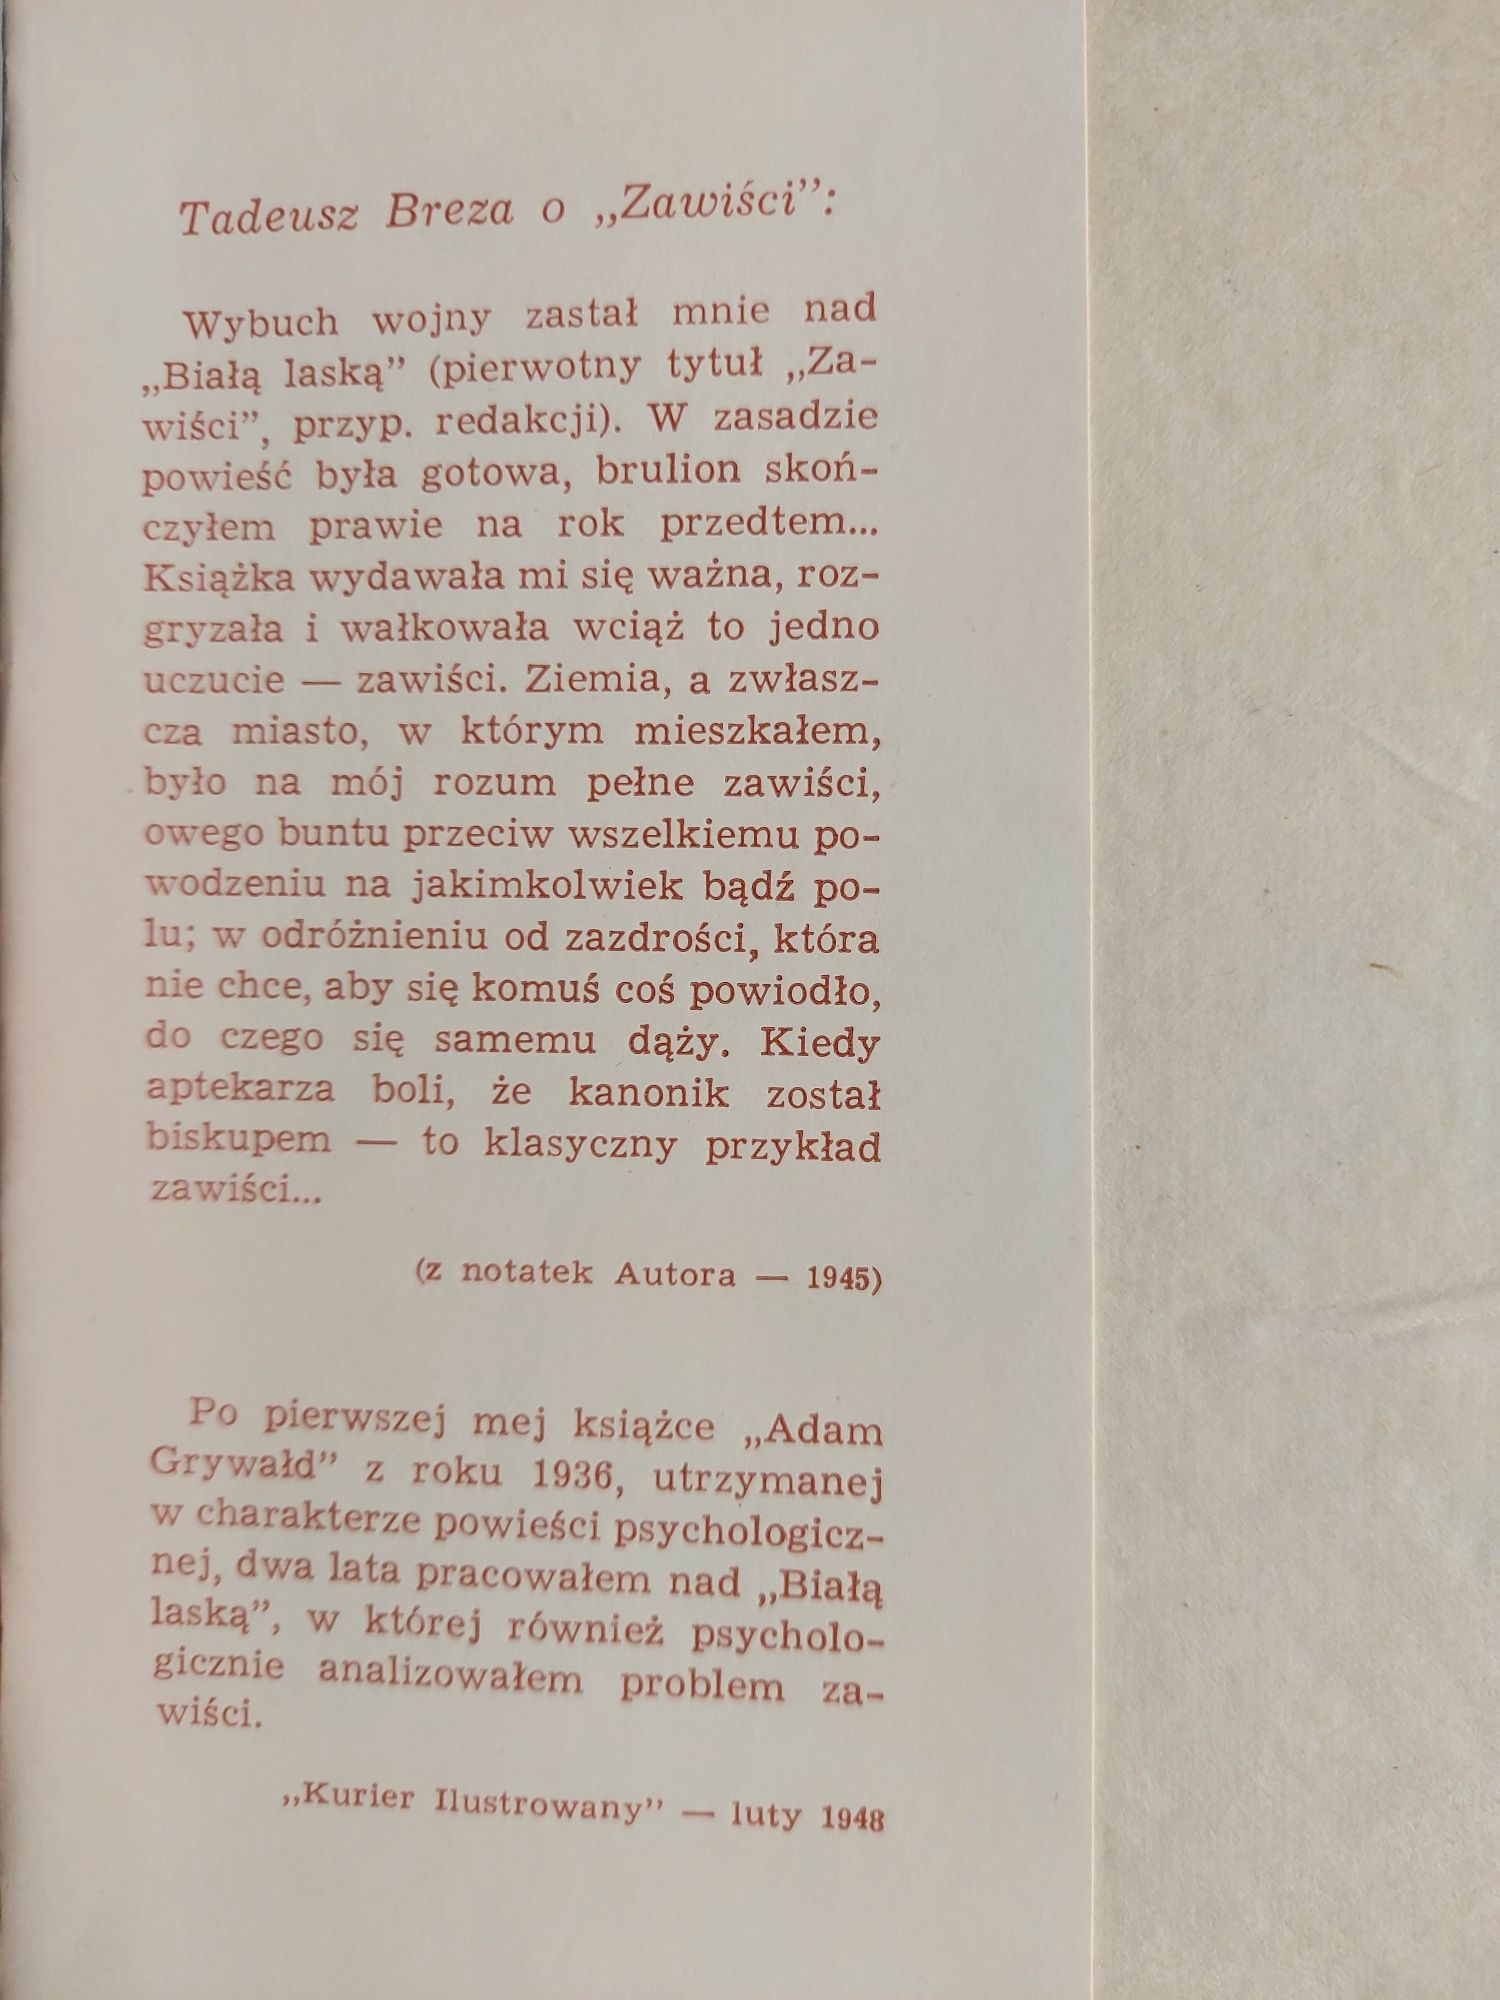 Tadeusz Breza o „Zawiści”:
Wybuch wojny zastał mnie nad
„Białą laską” (pierwotny tytuł „Za-
wiści”, przyp. redakcji). W zasadzie
powieść była gotowa, brulion skoń-
czyłem prawie na rok przedtem...
Książka wydawała mi się ważna, roz-
gryzała i wałkowała wciąż to jedno
uczucie — zawiści. Ziemia, a zwłasz-
cza miasto, w którym mieszkałem,
było na mój rozum pełne zawiści,
owego buntu przeciw wszelkiemu po-
wodzeniu na jakimkolwiek bądź po-
lu; w odróżnieniu od zazdrości, która
nie chce, aby się komuś coś powiodło,
do czego się samemu dąży. Kiedy
aptekarza boli, że kanonik został
biskupem — to klasyczny przykład
zawiści...
(z notatek Autora — 1945)
Po pierwszej mej książce „Adam
Grywałd” z roku 1936, utrzymanej
w charakterze powieści psychologicz-
nej, dwa lata pracowałem nad „Białą
laską”, w której również psycholo-
gicznie analizowałem problem za-
wiści.
„Kurier Ilustrowany” — luty 1948